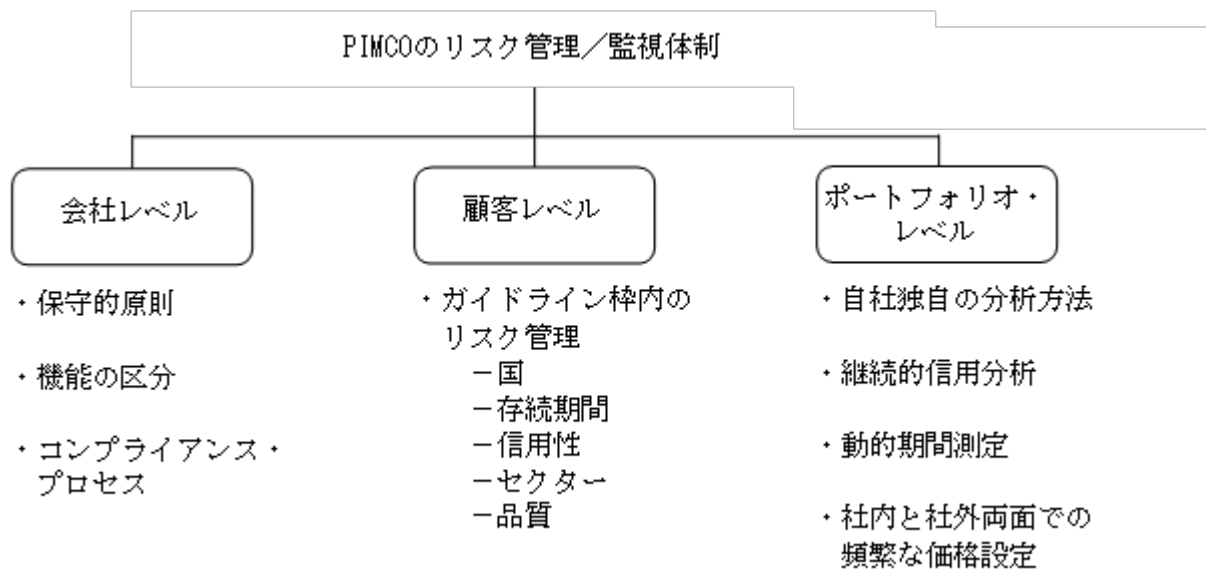 PIMCOのリスク管理／監視体制
会社レベル
・保守的原則
・機能の区分
・コンプライアンス・
プロセス
顧客レベル
・ガイドライン枠内の
リスク管理
－国
－存続期間
－信用性
－セクター
－品質
ポートフォリオ・
レベル
・自社独自の分析方法
・継続的信用分析
・動的期間測定
・社内と社外両面での
頻繁な価格設定